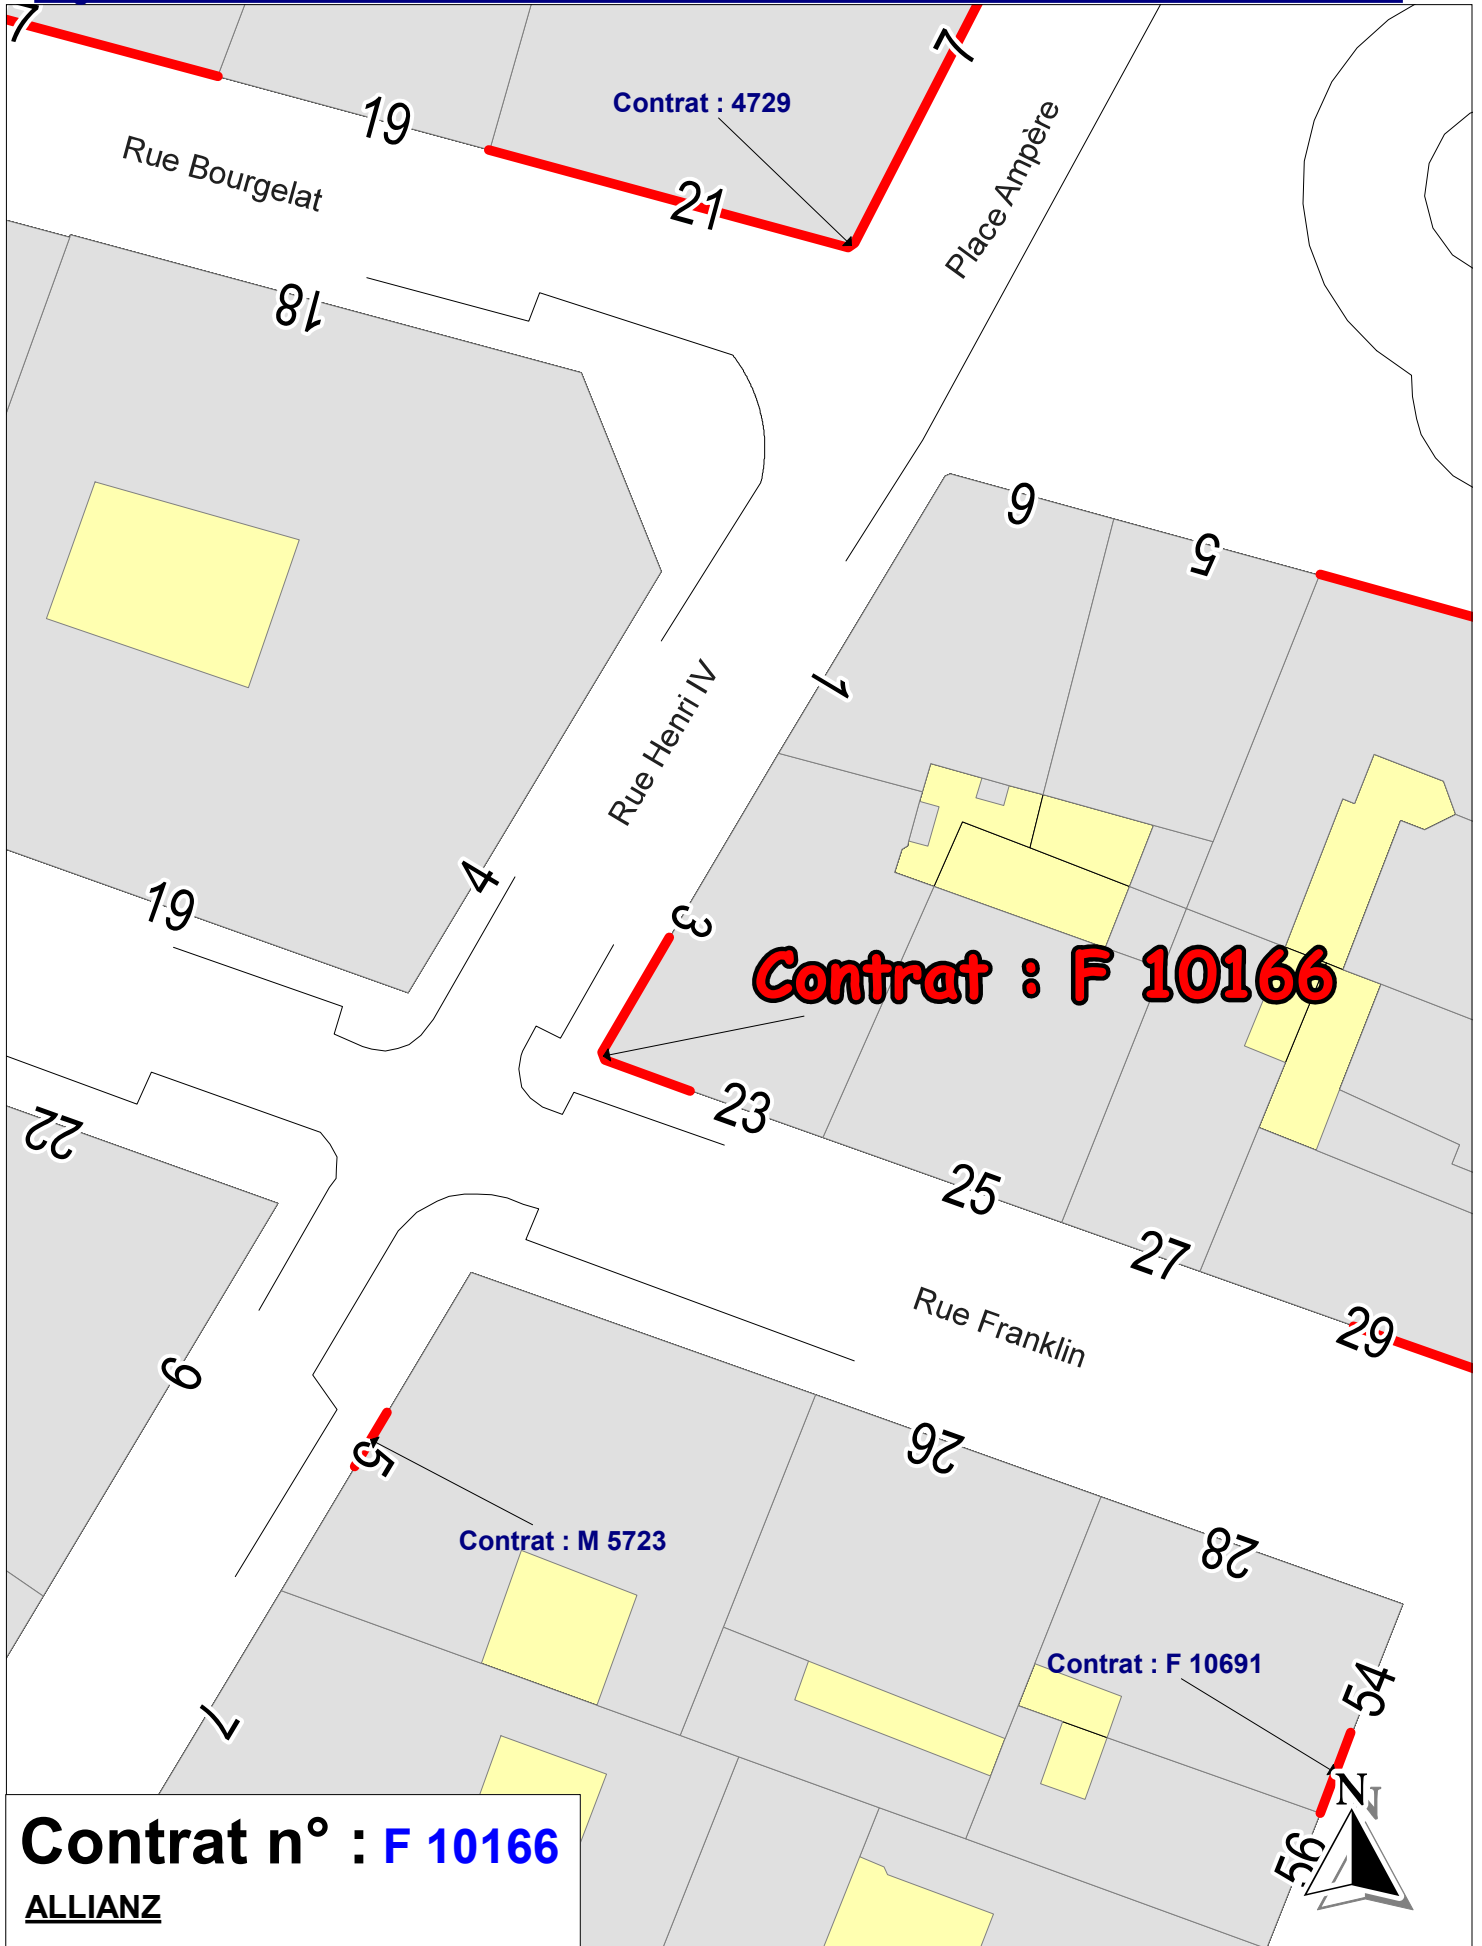 7
19
Contrat : 4729
7
Rue Bourgelat
21
Place Ampère
18
6
5
1
Rue Henri IV
4
19
3
Contrat : F 10166
23
22
25
27
Rue Franklin
29
9
5
26
Contrat : M 5723
28
Contrat : F 10691
54
7
N
56
Contrat n° : F 10166
ALLIANZ